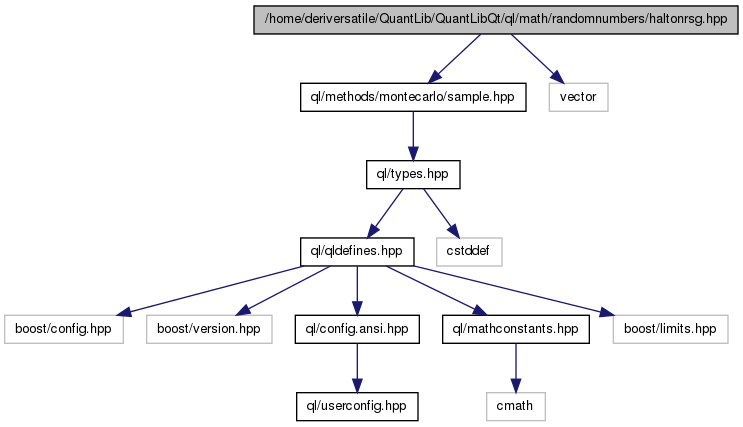 /home/deriversatile/QuantLib/QuantLibQt/ql/math/randomnumbers/haltonrsg.hpp
ql/methods/montecarlo/sample.hpp
vector
ql/types.hpp
ql/qldefines.hpp
cstddef
boost/config.hpp
boost/version.hpp
ql/config.ansi.hpp
ql/mathconstants.hpp
boost/limits.hpp
ql/userconfig.hpp
cmath